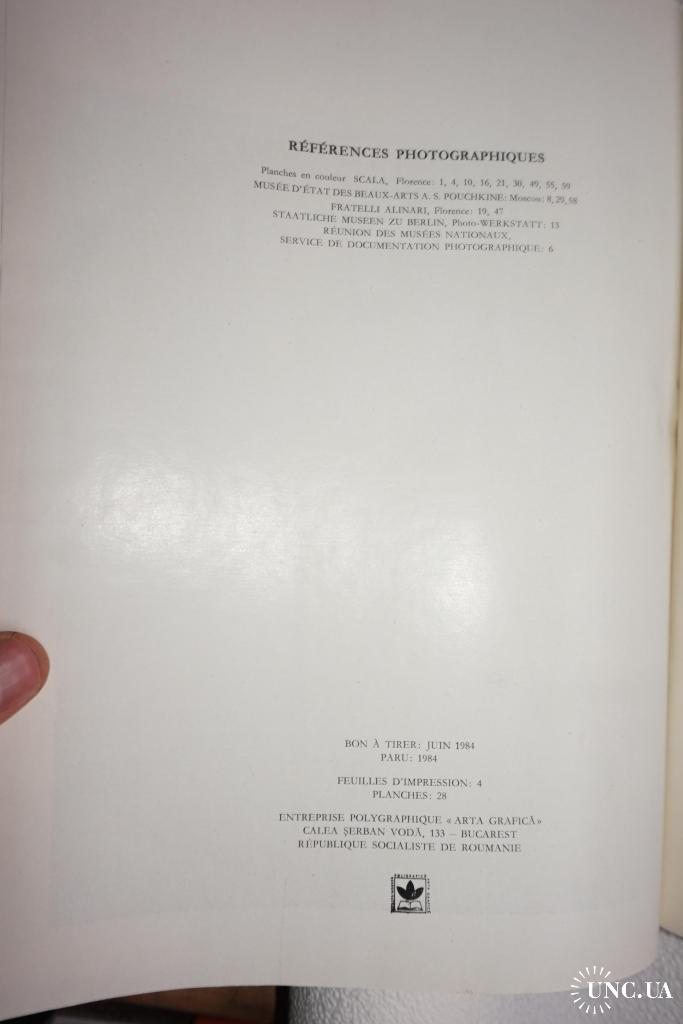 RÉFÉRENCES PHOTOGRAPHIQUES
Planches en couleur SCALA, Florence: 1, 4, 10, 16, 21, 30, 49, 55, 59
MUSÉE D'ÉTAT DES BEAUX-ARTS A. S. POUCHKINE: Moscou: 8, 29, 58
FRATELLI ALINARI, Florence: 19, 47
STAATLICHE MUSEEN ZU BERLIN, Photo-WERKSTATT: 13
RÉUNION DES MUSÉES NATIONAUX,
SERVICE DE DOCUMENTATION PHOTOGRAPHIQUE: 6
BON À TIRER: JUIN 1984
PARU: 1984
FEUILLES D'IMPRESSION: 4
PLANCHES: 28
ENTREPRISE POLYGRAPHIQUE « ARTA GRAFICĂ »
CALEA ȘERBAN VODĂ, 133 – BUCAREST
RÉPUBLIQUE SOCIALISTE DE ROUMANIE
UNC.UA